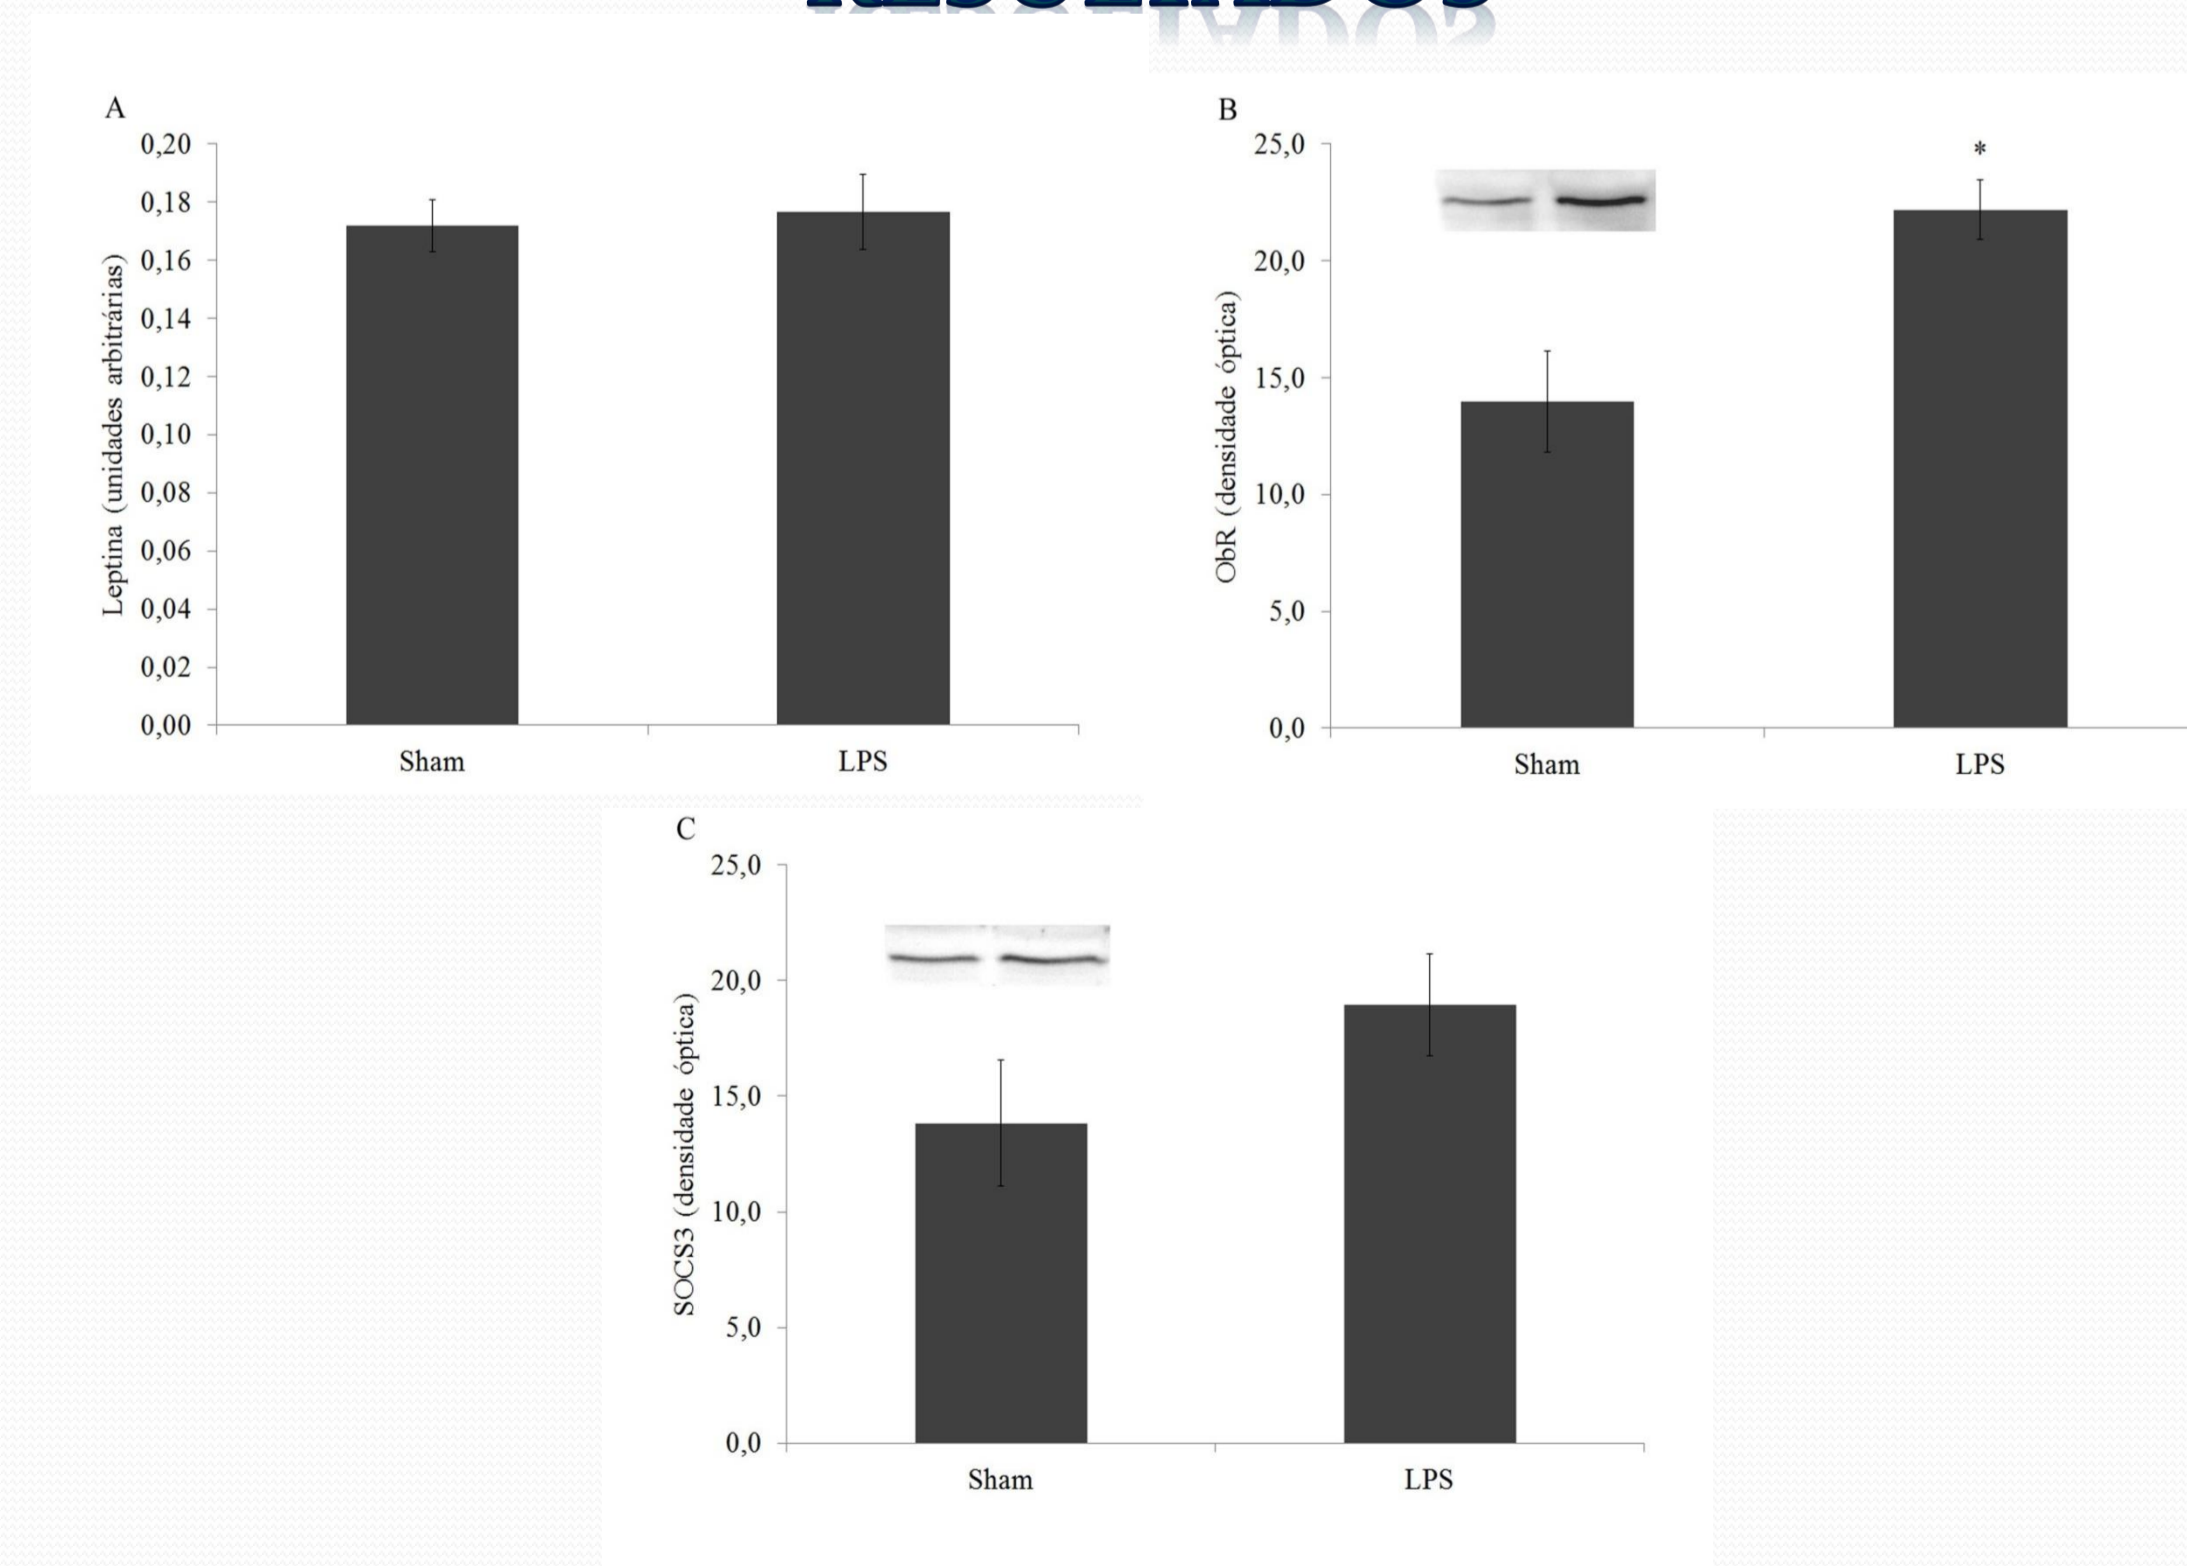 RESULTADOS
A
0,20
0,18
0,16
0,14
0,12
0,10
0,08
0,06
0,04
0,02
0,00
Leptina (unidades arbitrárias)
Sham LPS
B
25,0
20,0
15,0
10,0
5,0
0,0
ObR (densidade óptica)
*
Sham LPS
C
25,0
20,0
15,0
10,0
5,0
0,0
SOCS3 (densidade óptica)
Sham LPS